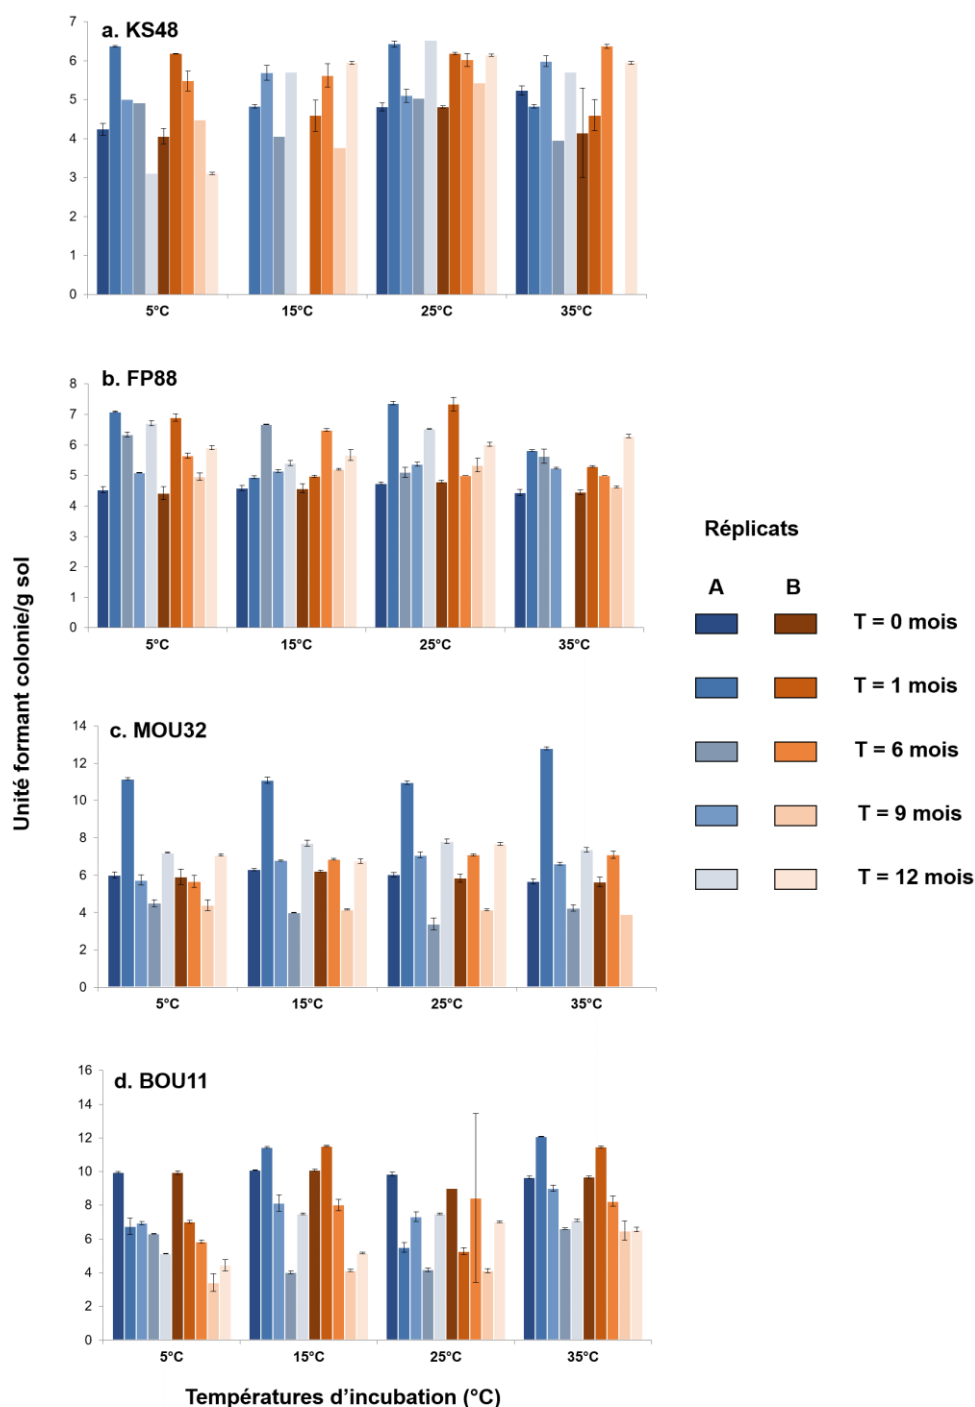 a. KS48
7
6
5
4
3
2
1
0
5°C 15°C 25°C 35°C
b. FP88
8
7
6
5
4
3
2
1
0
5°C 15°C 25°C 35°C
c. MOU32
14
12
10
8
6
4
2
0
5°C 15°C 25°C 35°C
d. BOU11
16
14
12
10
8
6
4
2
0
5°C 15°C 25°C 35°C
Températures d'incubation (°C)
Unité formant colonie/g sol
Réplicats
A B
T = 0 mois
T = 1 mois
T = 6 mois
T = 9 mois
T = 12 mois